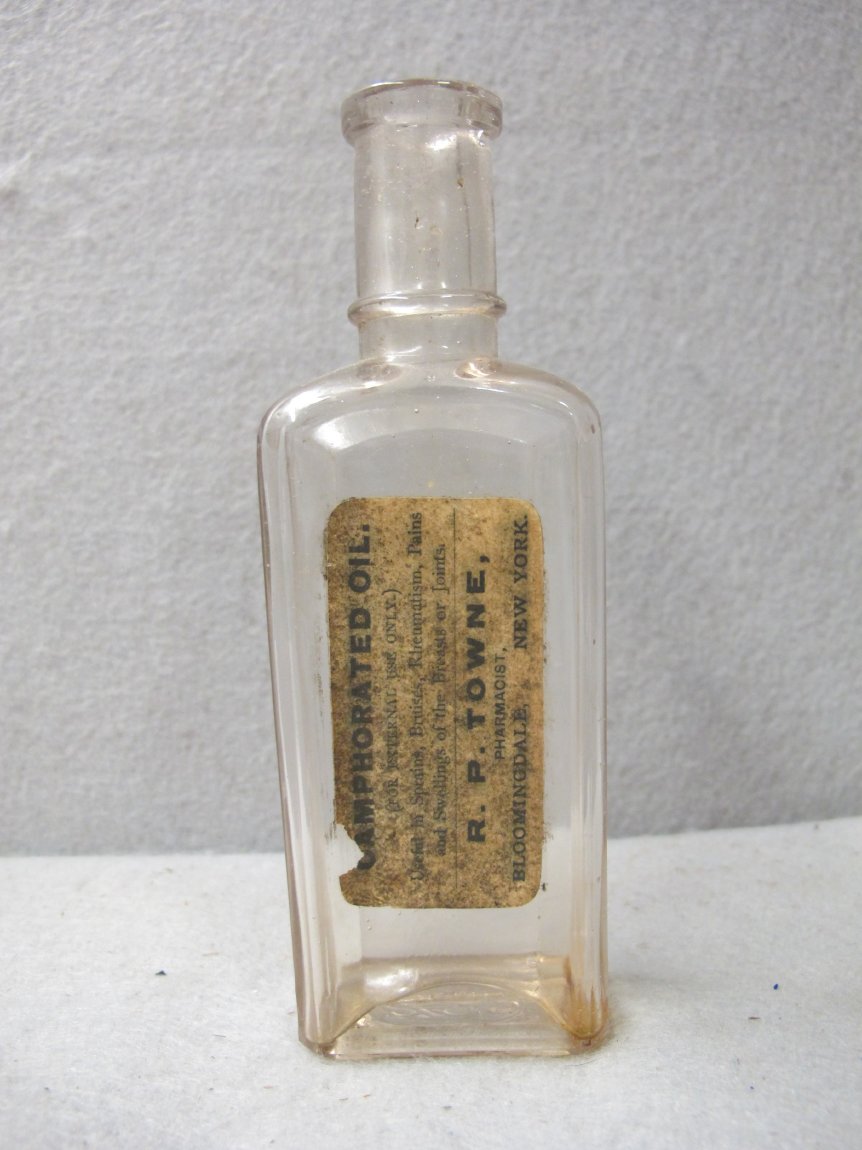 CAMPHORATED OIL.
(FOR EXTERNAL USE ONLY.)
Useful in Sprains, Bruises, Rheumatism, Pains
and Swellings of the Breasts or Joints.
R. P. TOWNE,
PHARMACIST,
BLOOMINGDALE, NEW YORK.